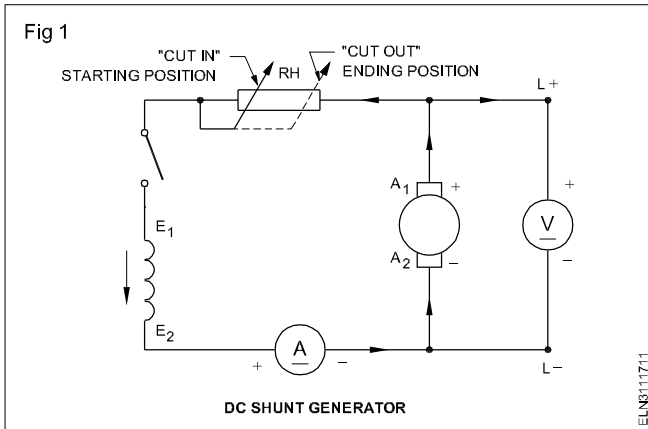 Fig 1
"CUT IN"
STARTING POSITION
RH
"CUT OUT"
ENDING POSITION
L+
A1
+
A2
−
+
V
−
E1
E2
+
A
−
L−
DC SHUNT GENERATOR
ELN3111711